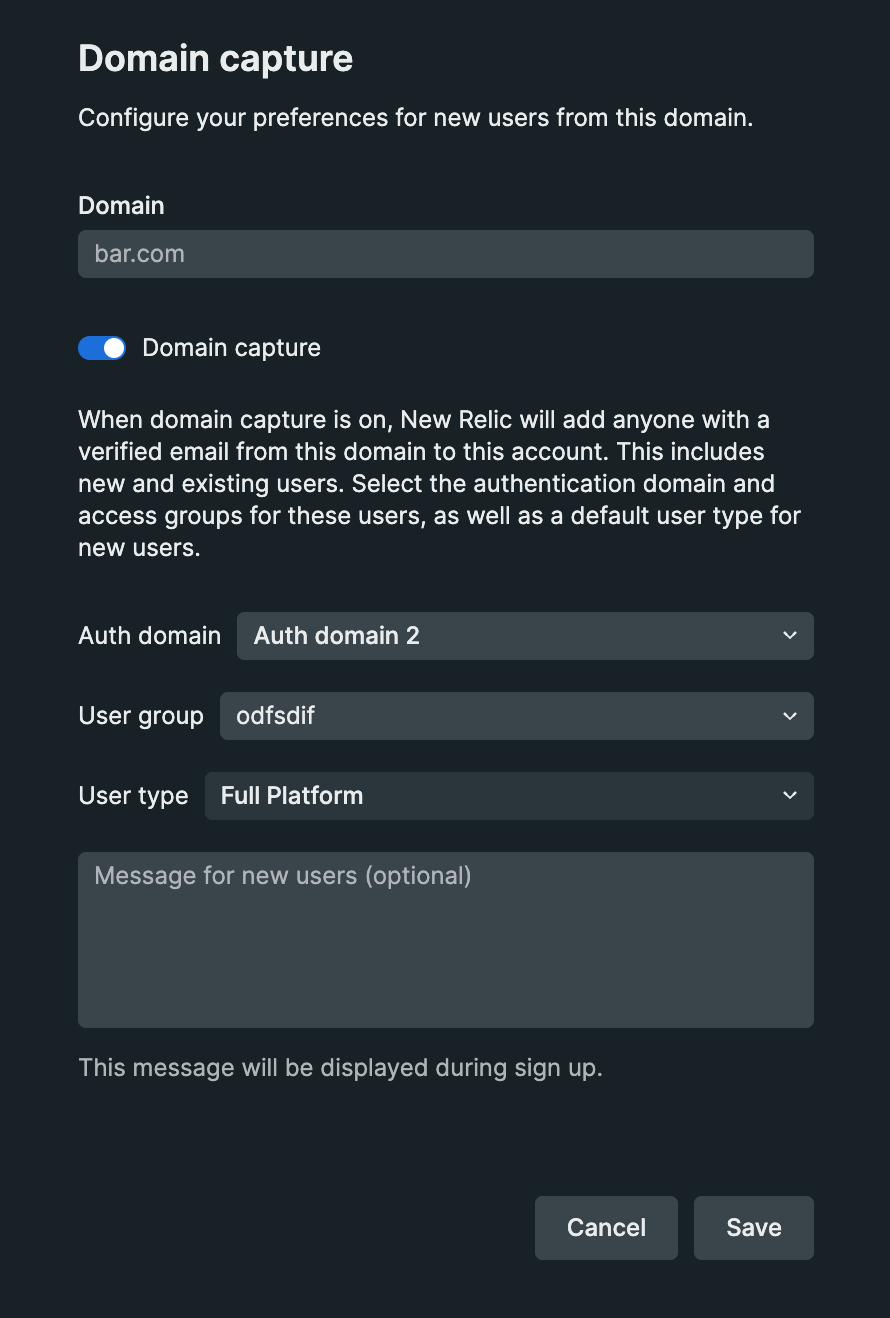 Domain capture
Configure your preferences for new users from this domain.
Domain
bar.com
Domain capture
When domain capture is on, New Relic will add anyone with a
verified email from this domain to this account. This includes
new and existing users. Select the authentication domain and
access groups for these users, as well as a default user type for
new users.
Auth domain Auth domain 2
User group odfsdif
User type Full Platform
Message for new users (optional)
This message will be displayed during sign up.
Cancel Save